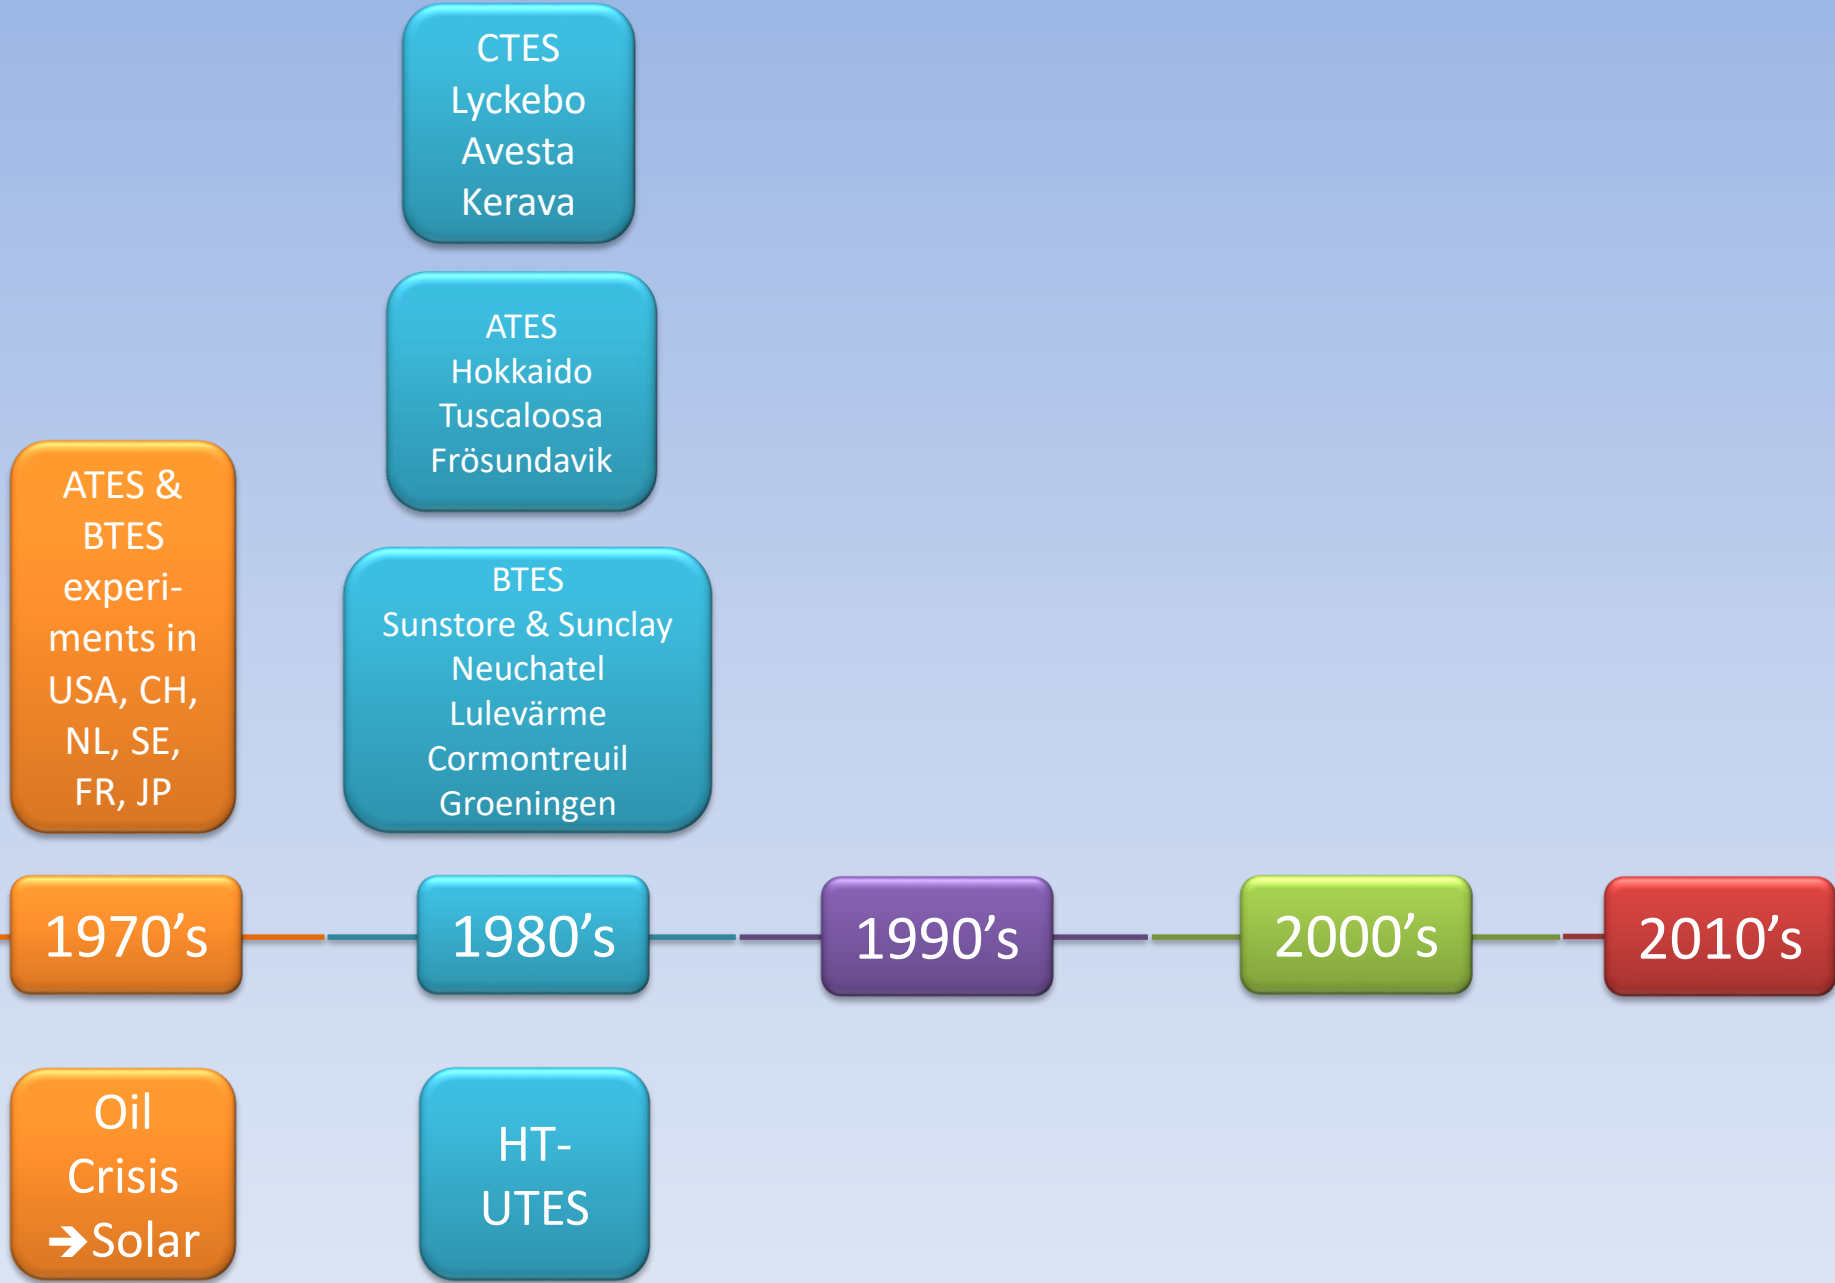 CTES
Lyckebo
Avesta
Kerava
ATES
Hokkaido
Tuscaloosa
Frösundavik
ATES &
BTES
experi-
ments in
USA, CH,
NL, SE,
FR, JP
BTES
Sunstore & Sunclay
Neuchatel
Lulevärme
Cormontreuil
Groeningen
1970’s
1980’s
1990’s
2000’s
2010’s
Oil
Crisis
➔Solar
HT-
UTES